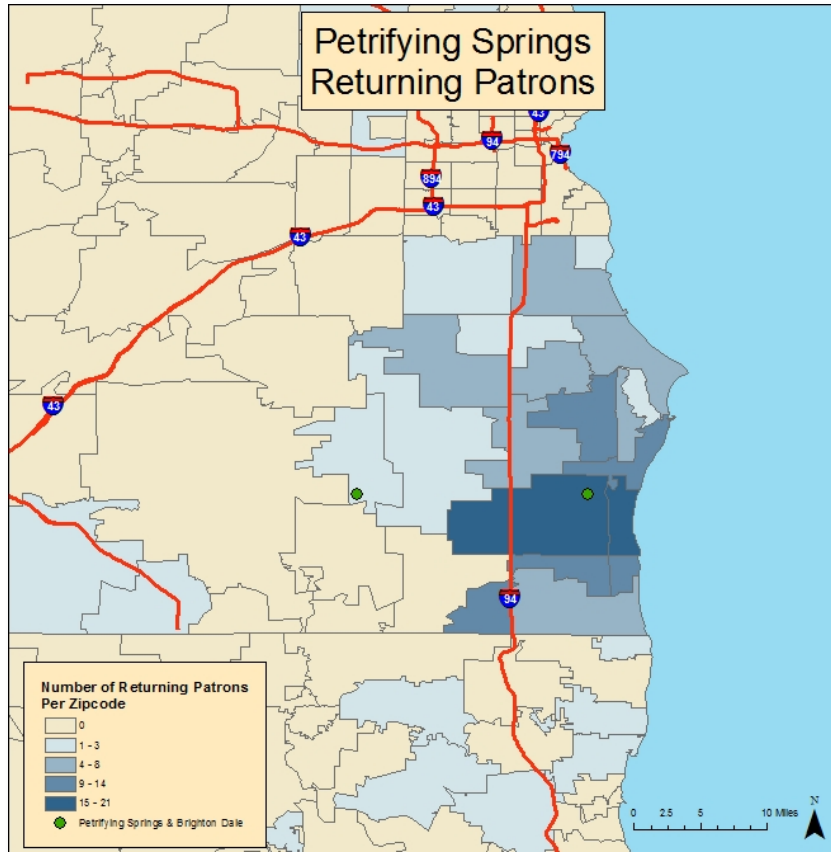 Petrifying Springs
Returning Patrons
43
94
794
894
43
43
43
94
Number of Returning Patrons
Per Zipcode
0
1 - 3
4 - 8
9 - 14
15 - 21
Petrifying Springs & Brighton Dale
N
0 2.5 5 10 Miles